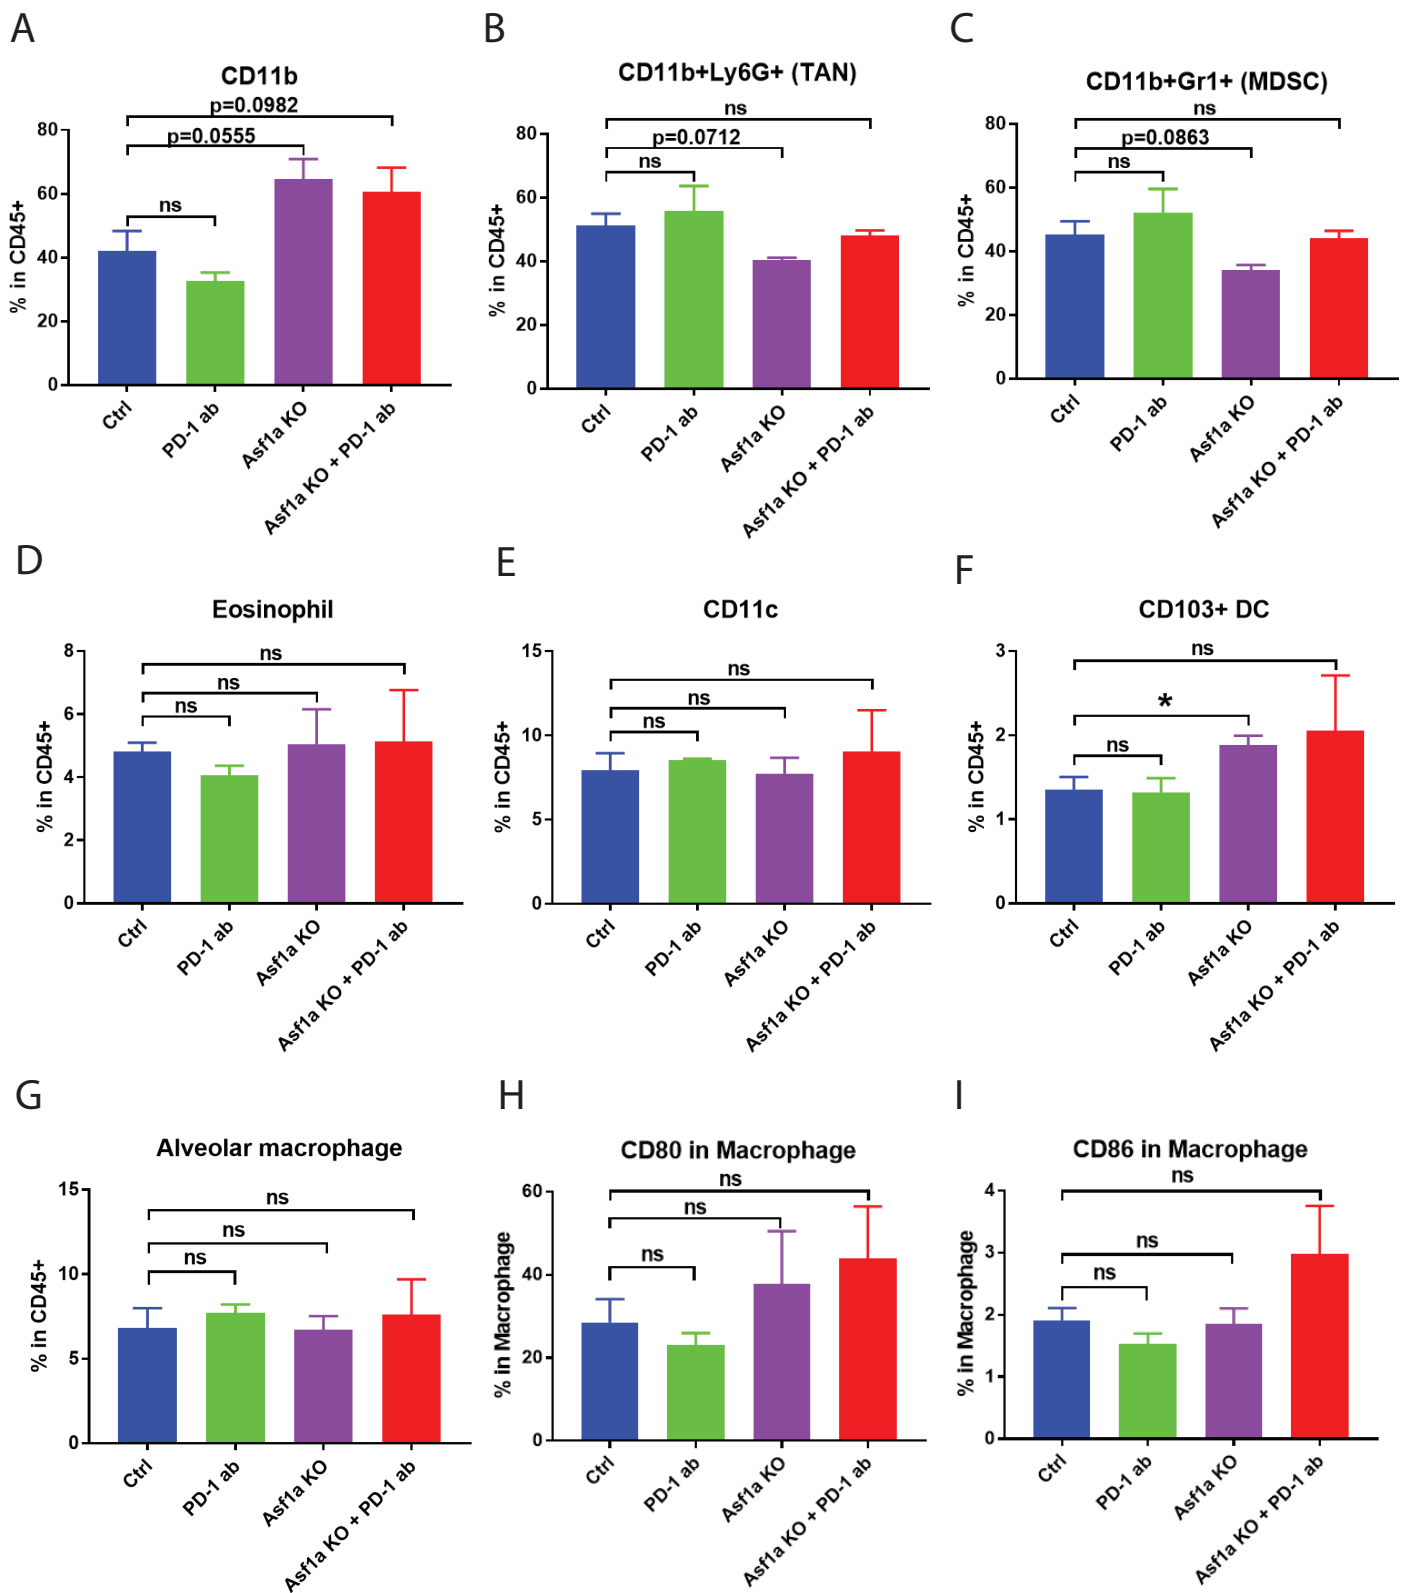 A
CD11b
p=0.0982
p=0.0555
ns
% in CD45+
80
60
40
20
0
Ctrl
PD-1 ab
Asf1a KO
Asf1a KO + PD-1 ab
B
CD11b+Ly6G+ (TAN)
ns
p=0.0712
ns
% in CD45+
80
60
40
20
0
Ctrl
PD-1 ab
Asf1a KO
Asf1a KO + PD-1 ab
C
CD11b+Gr1+ (MDSC)
ns
p=0.0863
ns
% in CD45+
80
60
40
20
0
Ctrl
PD-1 ab
Asf1a KO
Asf1a KO + PD-1 ab
D
Eosinophil
ns
ns
ns
% in CD45+
8
6
4
2
0
Ctrl
PD-1 ab
Asf1a KO
Asf1a KO + PD-1 ab
E
CD11c
ns
ns
ns
% in CD45+
15
10
5
0
Ctrl
PD-1 ab
Asf1a KO
Asf1a KO + PD-1 ab
F
CD103+ DC
ns
*
ns
% in CD45+
3
2
1
0
Ctrl
PD-1 ab
Asf1a KO
Asf1a KO + PD-1 ab
G
Alveolar macrophage
ns
ns
ns
% in CD45+
15
10
5
0
Ctrl
PD-1 ab
Asf1a KO
Asf1a KO + PD-1 ab
H
CD80 in Macrophage
ns
ns
ns
% in Macrophage
60
40
20
0
Ctrl
PD-1 ab
Asf1a KO
Asf1a KO + PD-1 ab
I
CD86 in Macrophage
ns
ns
ns
% in Macrophage
4
3
2
1
0
Ctrl
PD-1 ab
Asf1a KO
Asf1a KO + PD-1 ab